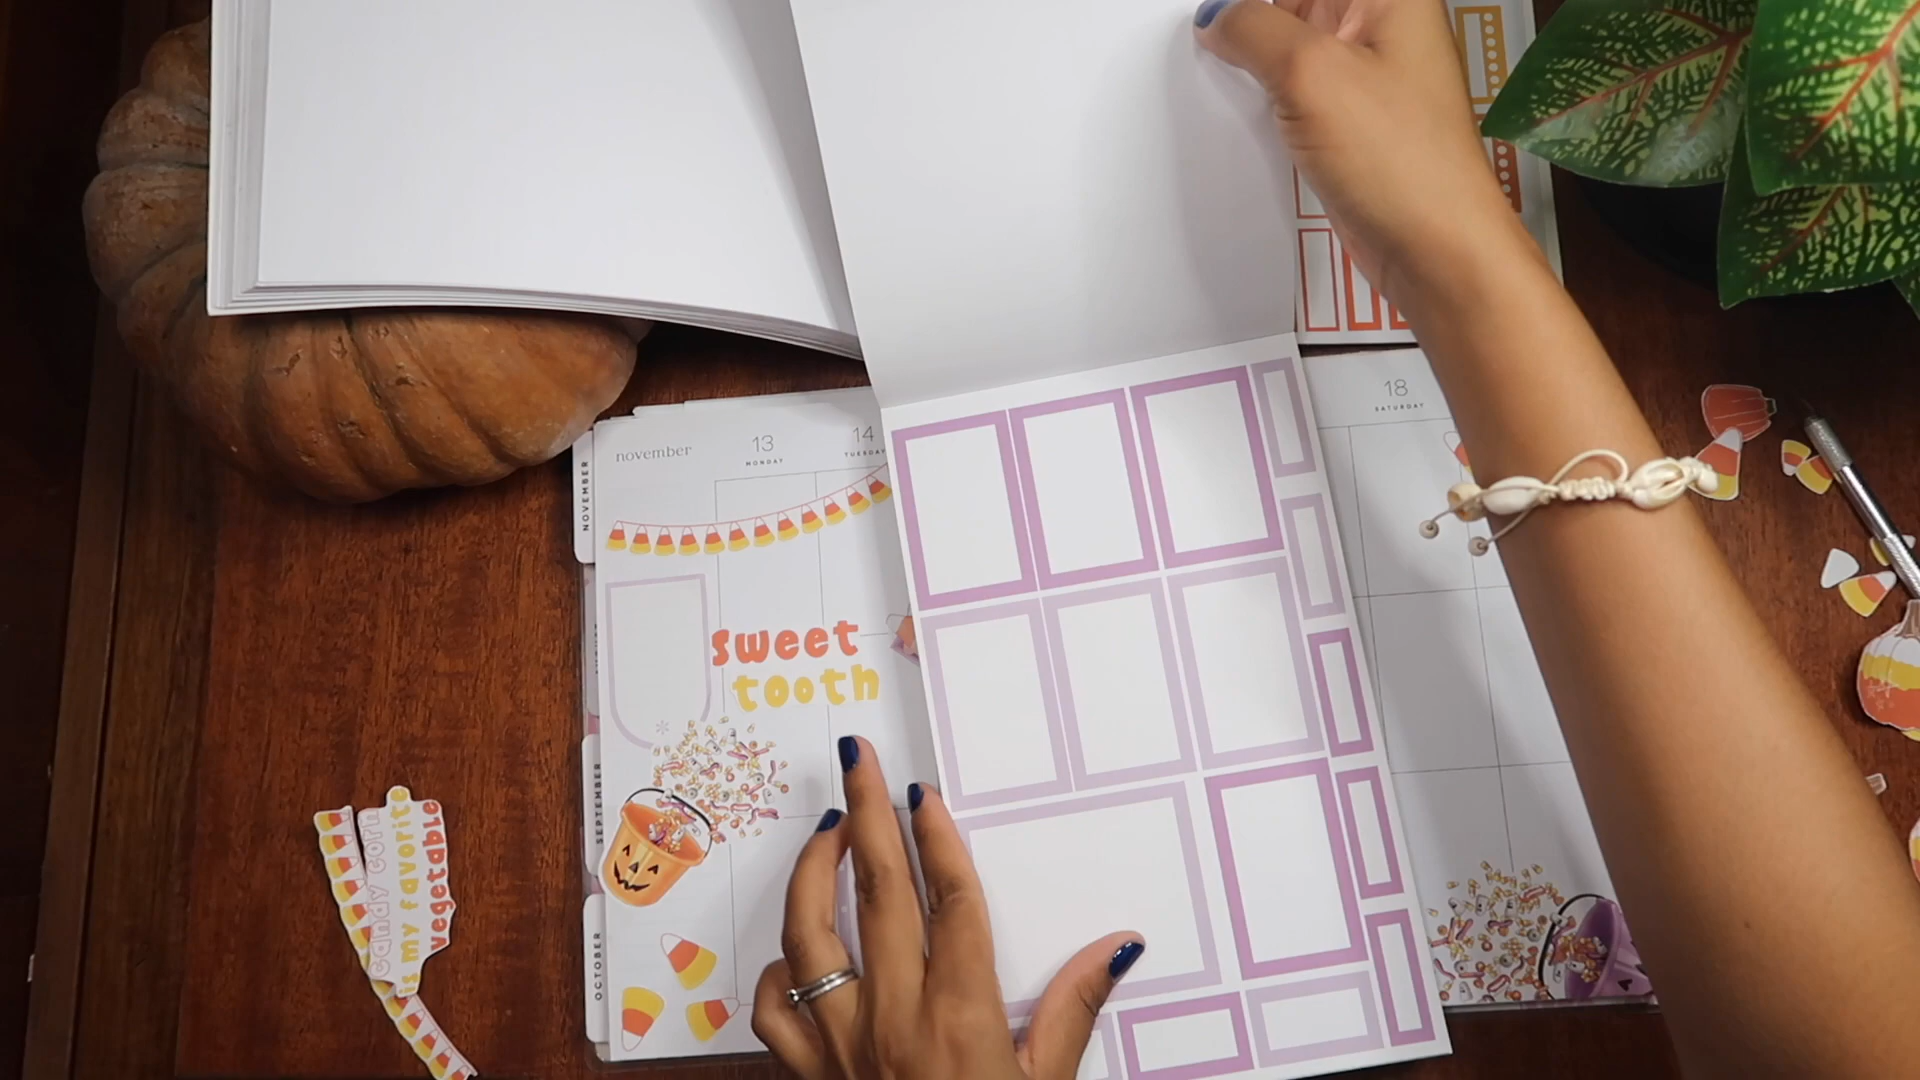 november
13
MONDAY
14
TUESDAY
18
SATURDAY
NOVEMBER
sweet
tooth
SEPTEMBER
OCTOBER
candy corn
is my favorite
vegetable